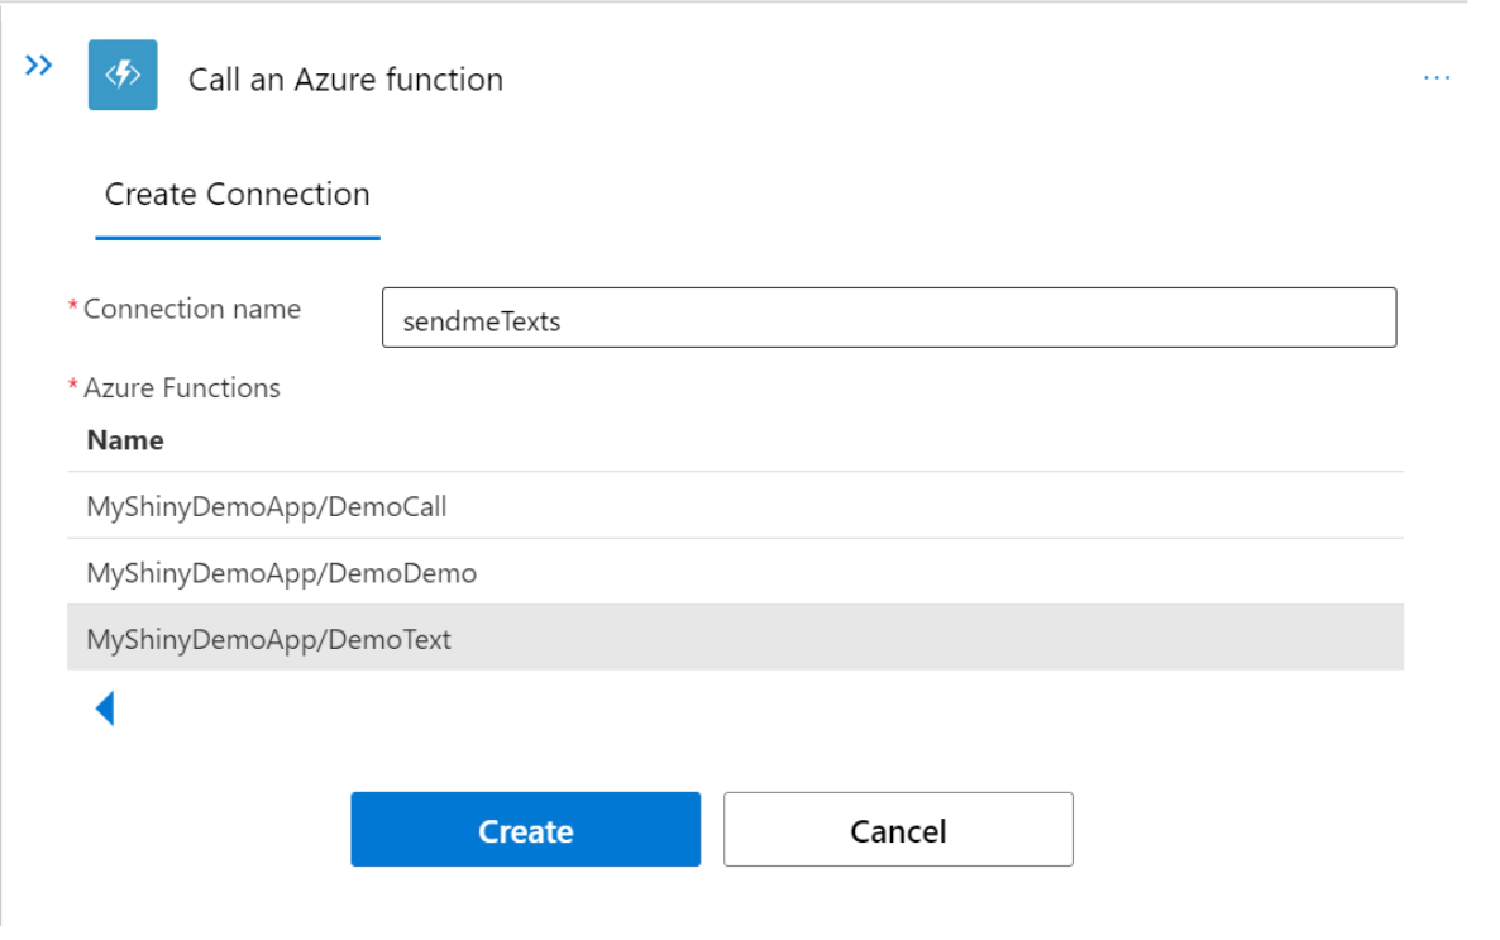 Call an Azure function
...
Create Connection
* Connection name
sendmeTexts
* Azure Functions
Name
MyShinyDemoApp/DemoCall
MyShinyDemoApp/DemoDemo
MyShinyDemoApp/DemoText
Create
Cancel